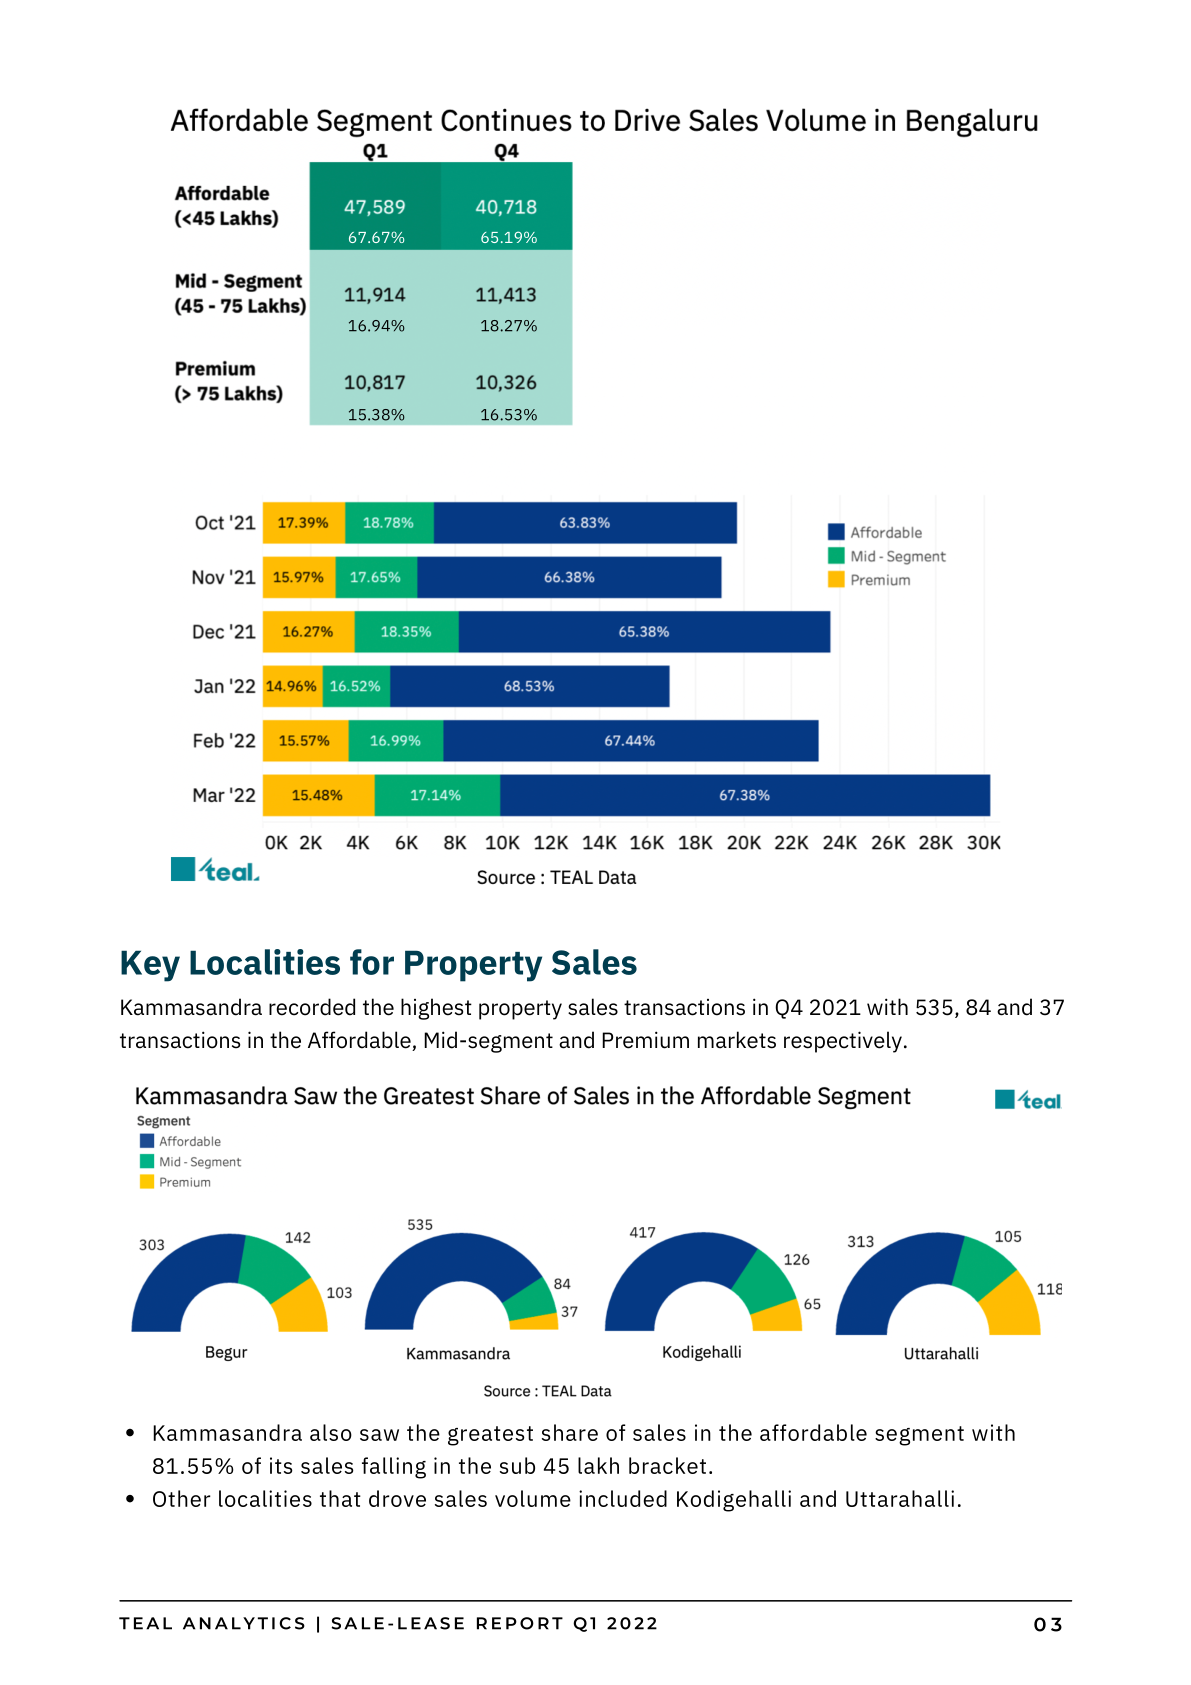 Affordable Segment Continues to Drive Sales Volume in Bengaluru
Q1 Q4
Affordable
(<45 Lakhs)
47,589 40,718
67.67% 65.19%
Mid - Segment
(45 - 75 Lakhs)
11,914 11,413
16.94% 18.27%
Premium
(> 75 Lakhs)
10,817 10,326
15.38% 16.53%
Oct '21 17.39% 18.78% 63.83%
Nov '21 15.97% 17.65% 66.38%
Dec '21 16.27% 18.35% 65.38%
Jan '22 14.96% 16.52% 68.53%
Feb '22 15.57% 16.99% 67.44%
Mar '22 15.48% 17.14% 67.38%
Affordable
Mid - Segment
Premium
0K 2K 4K 6K 8K 10K 12K 14K 16K 18K 20K 22K 24K 26K 28K 30K
teal.
Source : TEAL Data
Key Localities for Property Sales
Kammasandra recorded the highest property sales transactions in Q4 2021 with 535, 84 and 37
transactions in the Affordable, Mid-segment and Premium markets respectively.
Kammasandra Saw the Greatest Share of Sales in the Affordable Segment
teal
Segment
Affordable
Mid - Segment
Premium
303 142 103
Begur
535 84 37
Kammasandra
417 126 65
Kodigehalli
313 105 118
Uttarahalli
Source : TEAL Data
• Kammasandra also saw the greatest share of sales in the affordable segment with
81.55% of its sales falling in the sub 45 lakh bracket.
• Other localities that drove sales volume included Kodigehalli and Uttarahalli.
TEAL ANALYTICS | SALE-LEASE REPORT Q1 2022 03